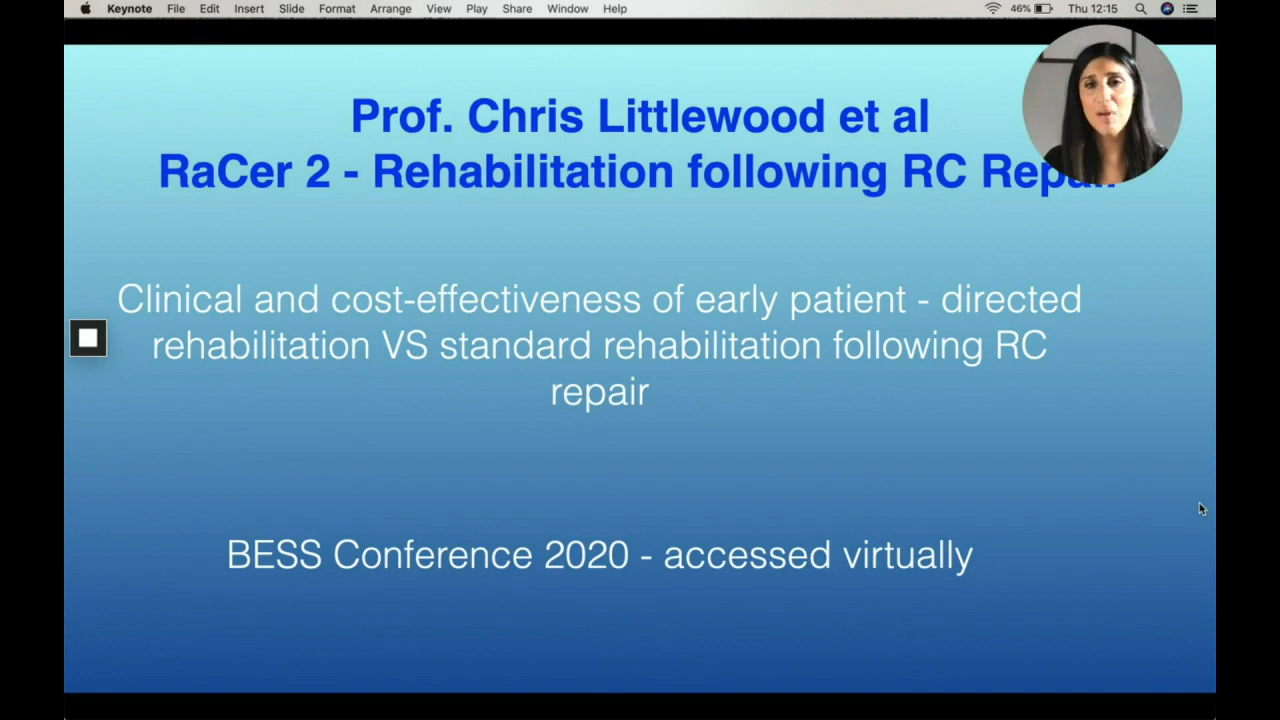 Keynote File Edit Insert Slide Format Arrange View Play Share Window Help 46% Thu 12:15
Prof. Chris Littlewood et al
RaCer 2 - Rehabilitation following RC Repair
Clinical and cost-effectiveness of early patient - directed
rehabilitation VS standard rehabilitation following RC
repair
BESS Conference 2020 - accessed virtually